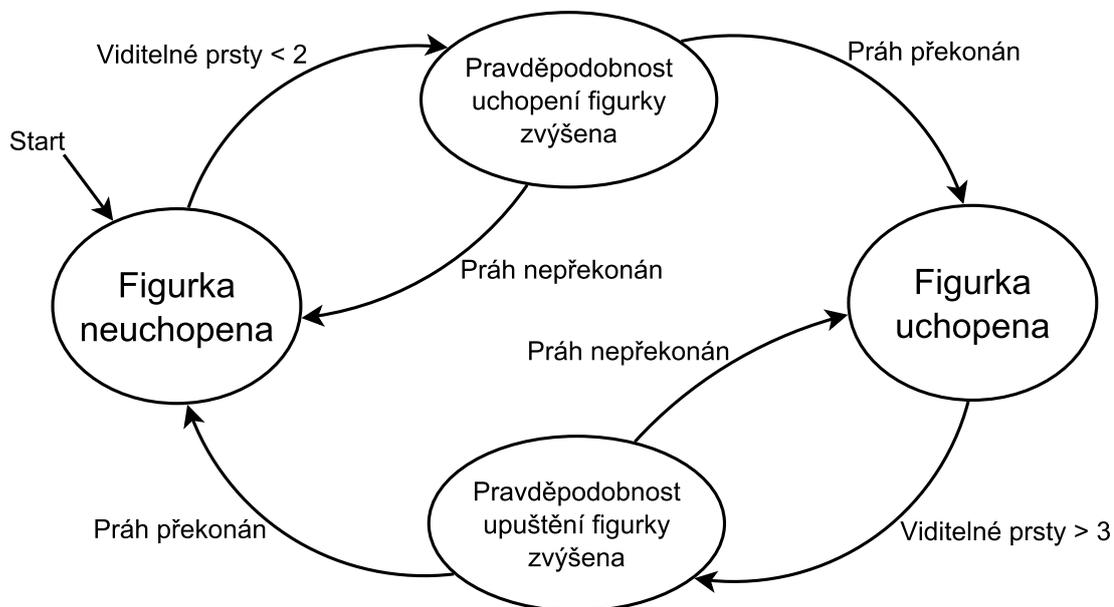 Viditelné prsty < 2
Pravděpodobnost
uchopení figurky
zvýšena
Práh překonán
Start
Figurka
neuchopena
Práh nepřekonán
Figurka
uchopena
Práh nepřekonán
Pravděpodobnost
upuštění figurky
zvýšena
Práh překonán
Viditelné prsty > 3